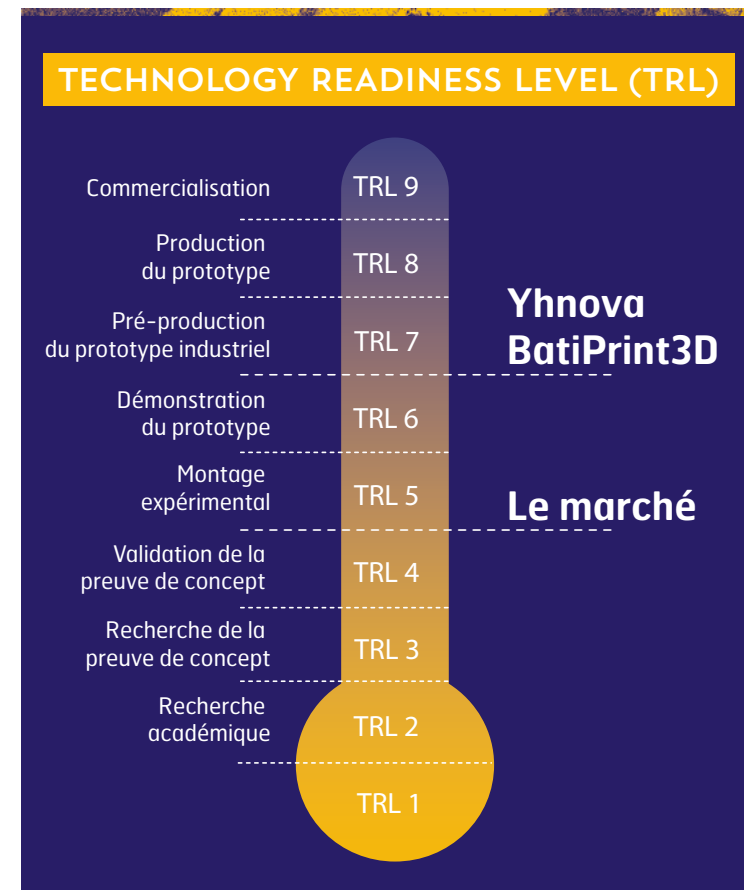 TECHNOLOGY READINESS LEVEL (TRL)
Commercialisation
TRL 9
Production
du prototype
TRL 8
Pré-production
du prototype industriel
TRL 7
Yhnova
BatiPrint3D
Démonstration
du prototype
TRL 6
Montage
expérimental
TRL 5
Le marché
Validation de la
preuve de concept
TRL 4
Recherche de la
preuve de concept
TRL 3
Recherche
académique
TRL 2
TRL 1